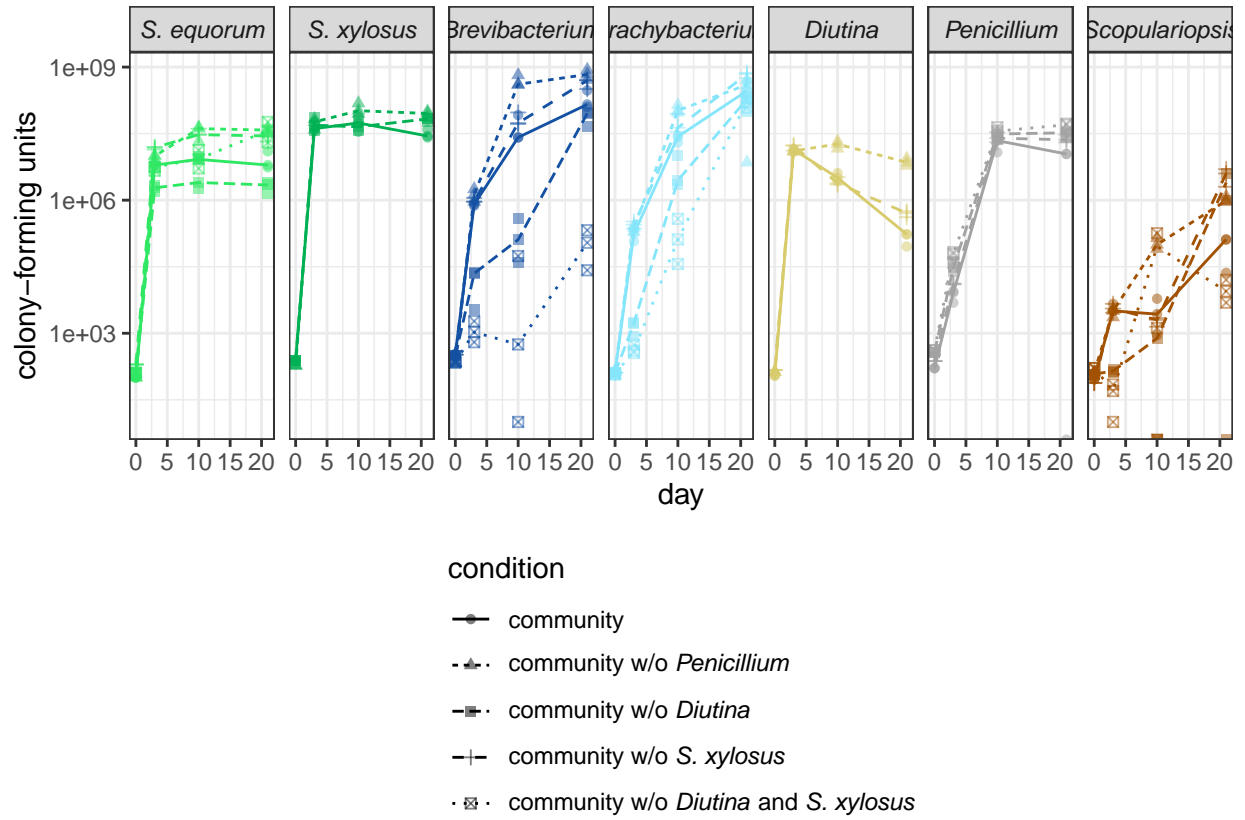 S. equorum S. xylosus Brevibacterium rachybacteriu Diutina Penicillium Scopulariopsis
1e+09
1e+06
1e+03
colony-forming units
0 5 10 15 20 0 5 10 15 20 0 5 10 15 20 0 5 10 15 20 0 5 10 15 20 0 5 10 15 20 0 5 10 15 20
day
condition
community
community w/o Penicillium
community w/o Diutina
community w/o S. xylosus
community w/o Diutina and S. xylosus